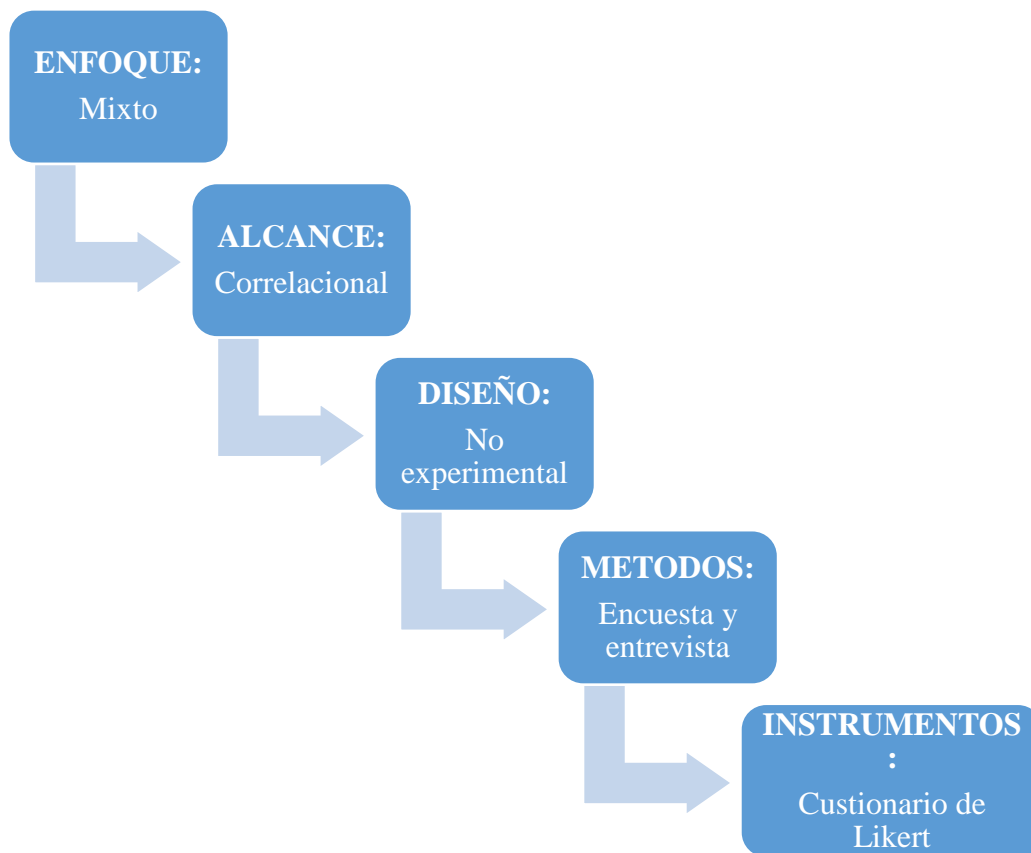 ENFOQUE:
Mixto
ALCANCE:
Correlacional
DISEÑO:
No
experimental
METODOS:
Encuesta y
entrevista
INSTRUMENTOS
:
Custionario de
Likert